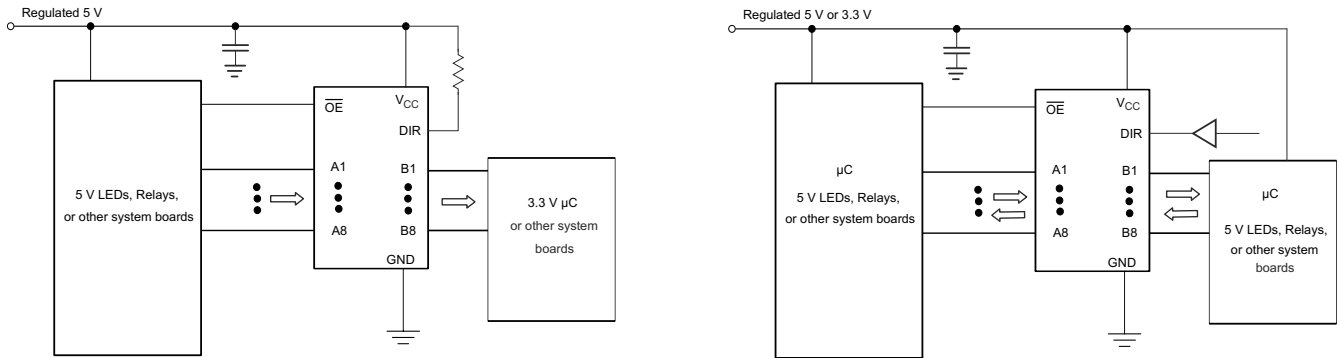 Regulated 5 V
5 V LEDs, Relays,
or other system boards
OE
VCC
DIR
A1
B1
A8
B8
GND
3.3 V µC
or other system
boards
Regulated 5 V or 3.3 V
µC
5 V LEDs, Relays,
or other system boards
OE
VCC
DIR
A1
B1
A8
B8
GND
µC
5 V LEDs, Relays,
or other system
boards